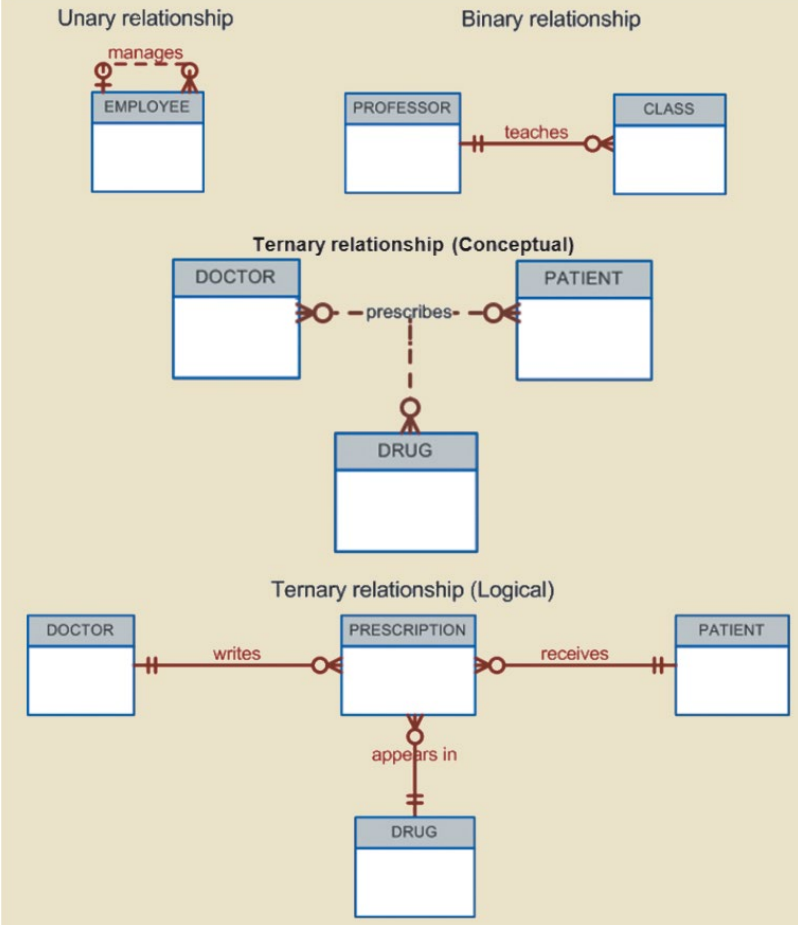 Unary relationship
Binary relationship
manages
EMPLOYEE
PROFESSOR
teaches
CLASS
Ternary relationship (Conceptual)
DOCTOR
prescribes
PATIENT
DRUG
Ternary relationship (Logical)
DOCTOR
writes
PRESCRIPTION
receives
PATIENT
appears in
DRUG